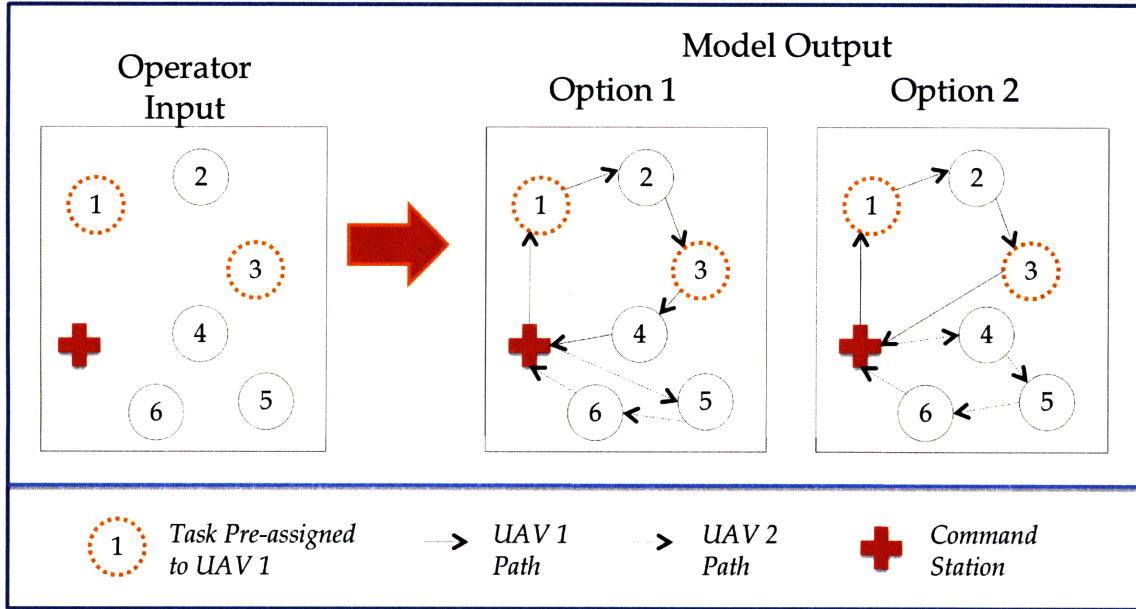 Operator
Input
Model Output
Option 1
Option 2
1
2
3
4
5
6
1
2
3
4
5
6
1
2
3
4
5
6
1
Task Pre-assigned
to UAV 1
UAV 1
Path
UAV 2
Path
Command
Station